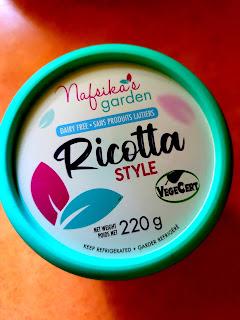 Nafsika's
garden
DAIRY FREE • SANS PRODUITS LAITIERS
Ricotta
STYLE
VEGECERT
NET WEIGHT
POIDS NET
220 g
KEEP REFRIGERATED • GARDER RÉFRIGÉRÉ